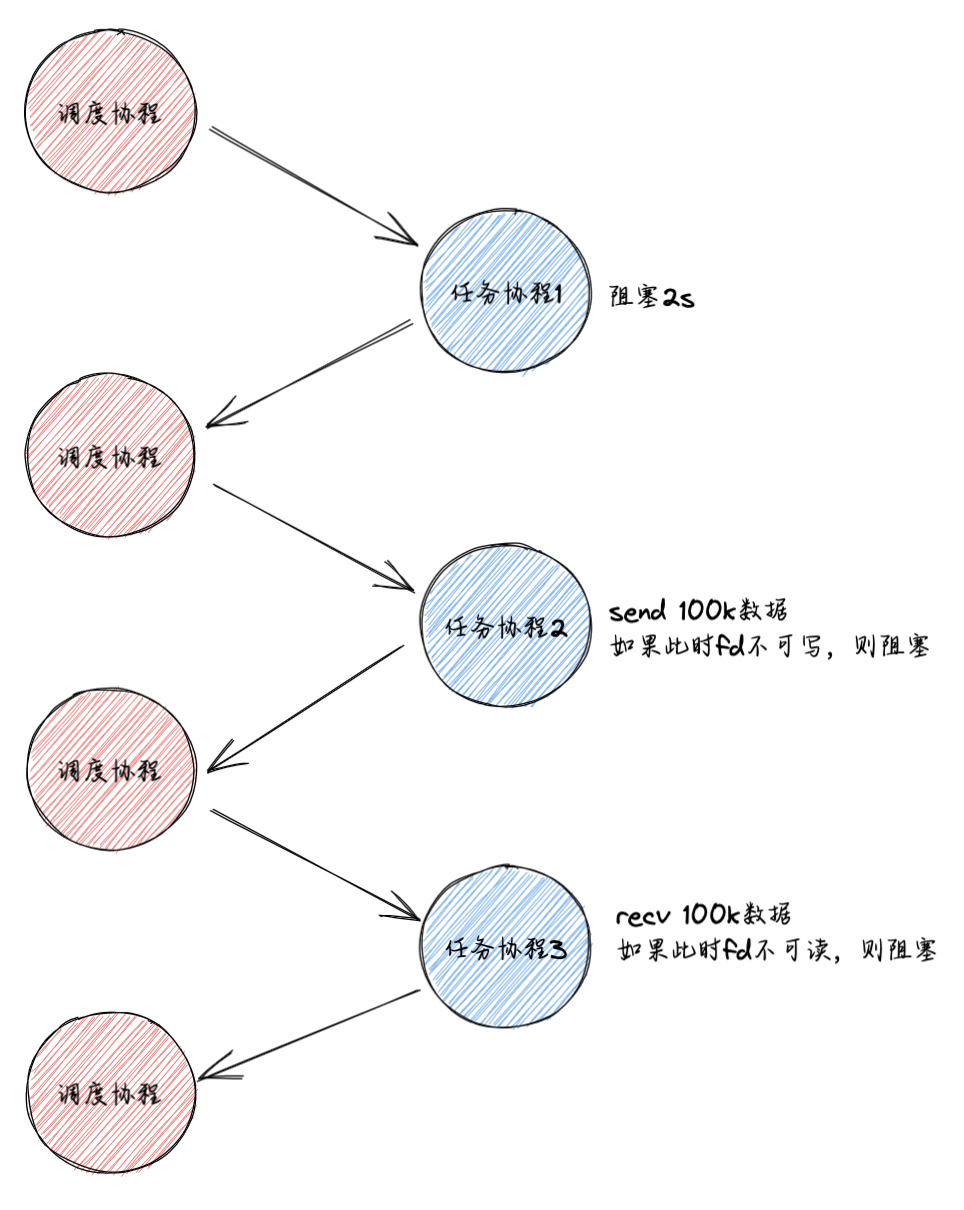 调度协程
任务协程1
阻塞2s
调度协程
任务协程2
send 100k数据
如果此时fd不可写，则阻塞
调度协程
任务协程3
recv 100k数据
如果此时fd不可读，则阻塞
调度协程